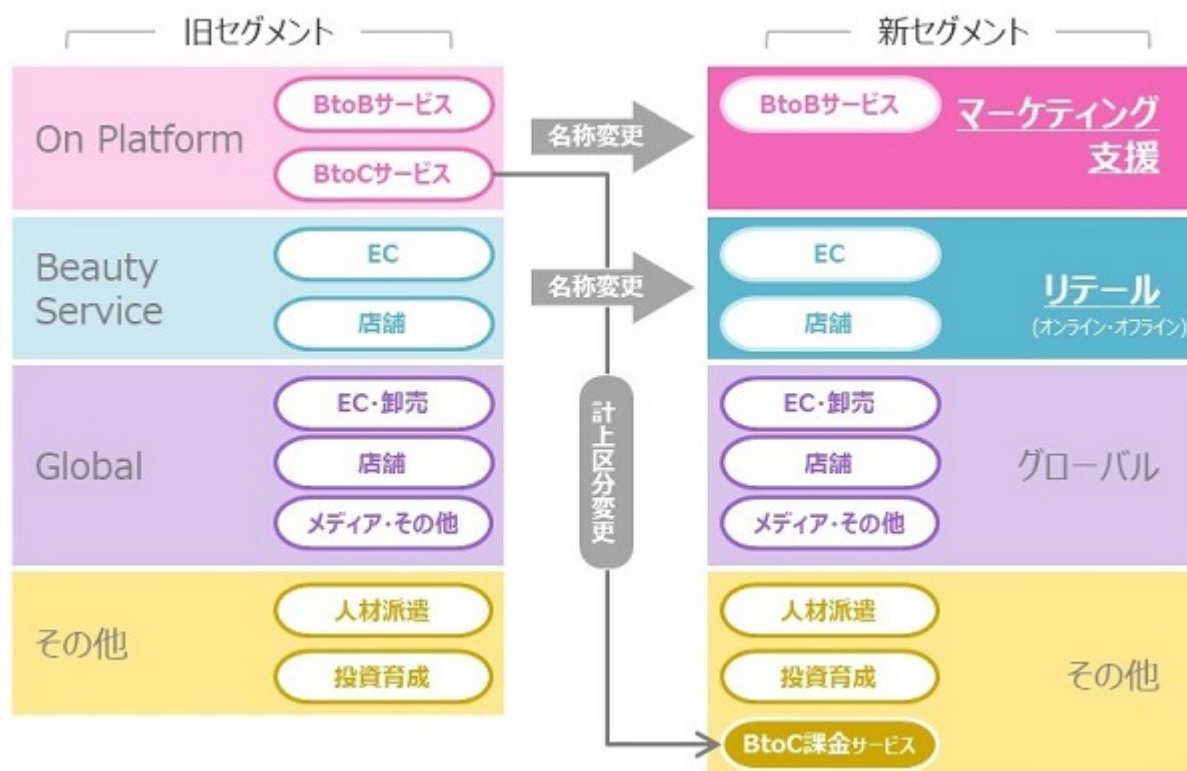 旧セグメント
On Platform
BtoBサービス
BtoCサービス
Beauty
Service
EC
店舗
Global
EC・卸売
店舗
メディア・その他
その他
人材派遣
投資育成
名称変更
名称変更
計上区分変更
新セグメント
BtoBサービス
マーケティング
支援
EC
店舗
リテール
(オンライン・オフライン)
EC・卸売
店舗
メディア・その他
グローバル
人材派遣
投資育成
BtoC課金サービス
その他